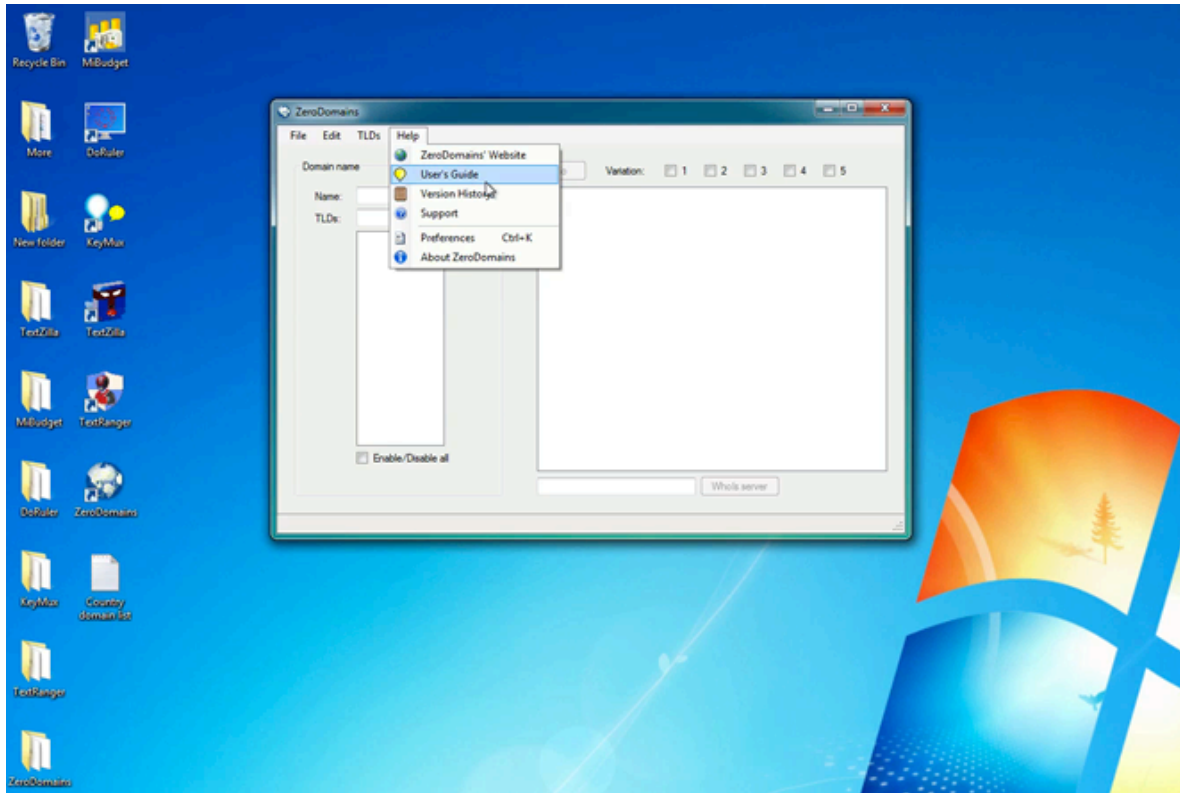 Recycle Bin
MiBudget
More
DoRuler
New folder
KeyMux
TextZilla
TextZilla
MiBudget
TextRanger
DoRuler
ZeroDomains
KeyMux
Country
domain list
TextRanger
ZeroDomains
ZeroDomains
File Edit TLDs Help
ZeroDomains' Website
User's Guide
Version History
Support
Preferences Ctrl+K
About ZeroDomains
Domain name
Variation: 1 2 3 4 5
Name:
TLDs:
Enable/Disable all
WhoIs server